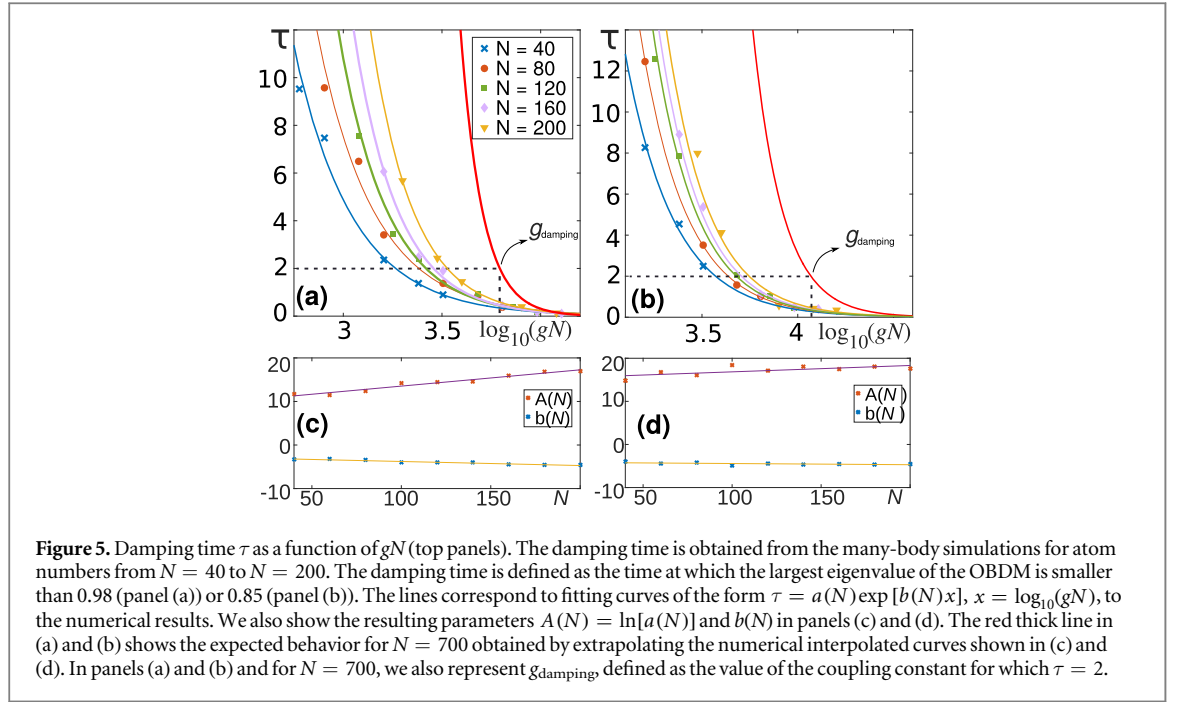 τ
10
8
6
4
2
0
N = 40
N = 80
N = 120
N = 160
N = 200
g_damping
(a)
3
3.5
log₁₀(gN)
τ
12
10
8
6
4
2
0
g_damping
(b)
3.5
4
log₁₀(gN)
20
10
0
-10
(c)
A(N)
b(N)
50
100
150
N
20
10
0
-10
(d)
A(N )
b(N )
50
100
150
N
Figure 5. Damping time τ as a function of gN (top panels). The damping time is obtained from the many-body simulations for atom
numbers from N = 40 to N = 200. The damping time is defined as the time at which the largest eigenvalue of the OBDM is smaller
than 0.98 (panel (a)) or 0.85 (panel (b)). The lines correspond to fitting curves of the form τ = a(N) exp [b(N)x], x = log₁₀(gN), to
the numerical results. We also show the resulting parameters A(N) = ln[a(N)] and b(N) in panels (c) and (d). The red thick line in
(a) and (b) shows the expected behavior for N = 700 obtained by extrapolating the numerical interpolated curves shown in (c) and
(d). In panels (a) and (b) and for N = 700, we also represent g_damping, defined as the value of the coupling constant for which τ = 2.